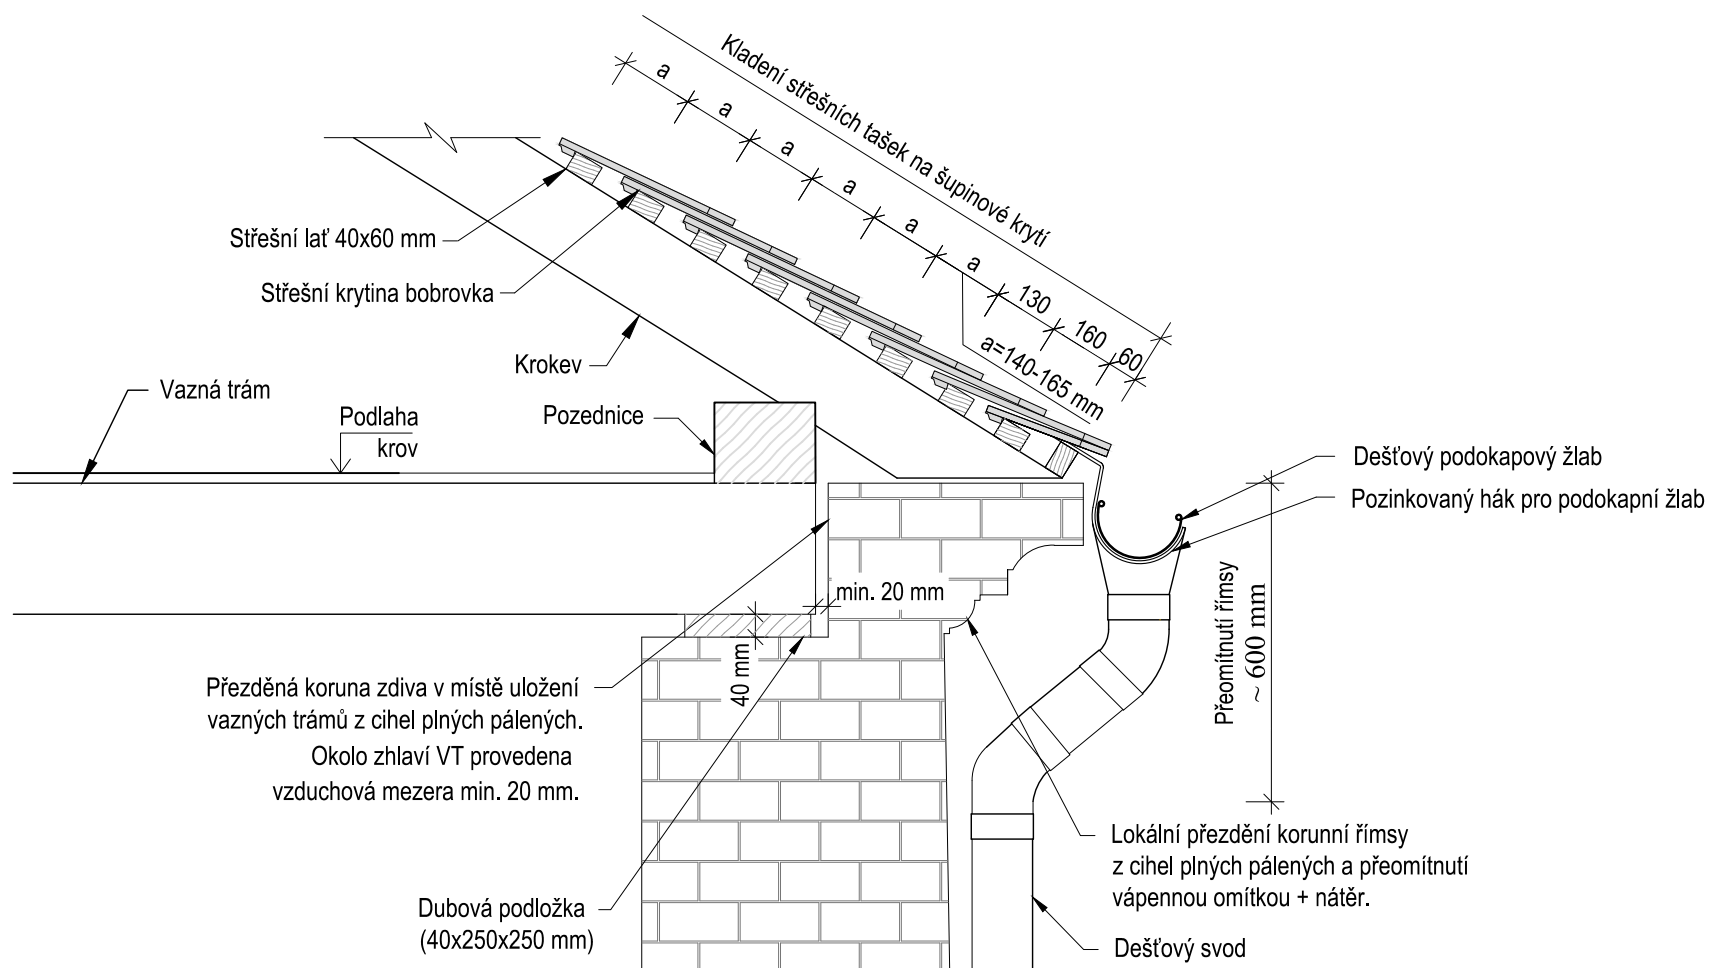 Kladení střešních tašek na šupinové krytí
a
a
a
a
a
a
130
160
60
a=140-165 mm
Střešní lať 40x60 mm
Střešní krytina bobrovka
Krokev
Vazná trám
Podlaha
krov
Pozednice
Dešťový podokapový žlab
Pozinkovaný hák pro podokapní žlab
min. 20 mm
40 mm
Přeomítnutí římsy
~ 600 mm
Přezděná koruna zdiva v místě uložení
vazných trámů z cihel plných pálených.
Okolo zhlaví VT provedena
vzduchová mezera min. 20 mm.
Lokální přezdění korunní římsy
z cihel plných pálených a přeomítnutí
vápennou omítkou + nátěr.
Dubová podložka
(40x250x250 mm)
Dešťový svod